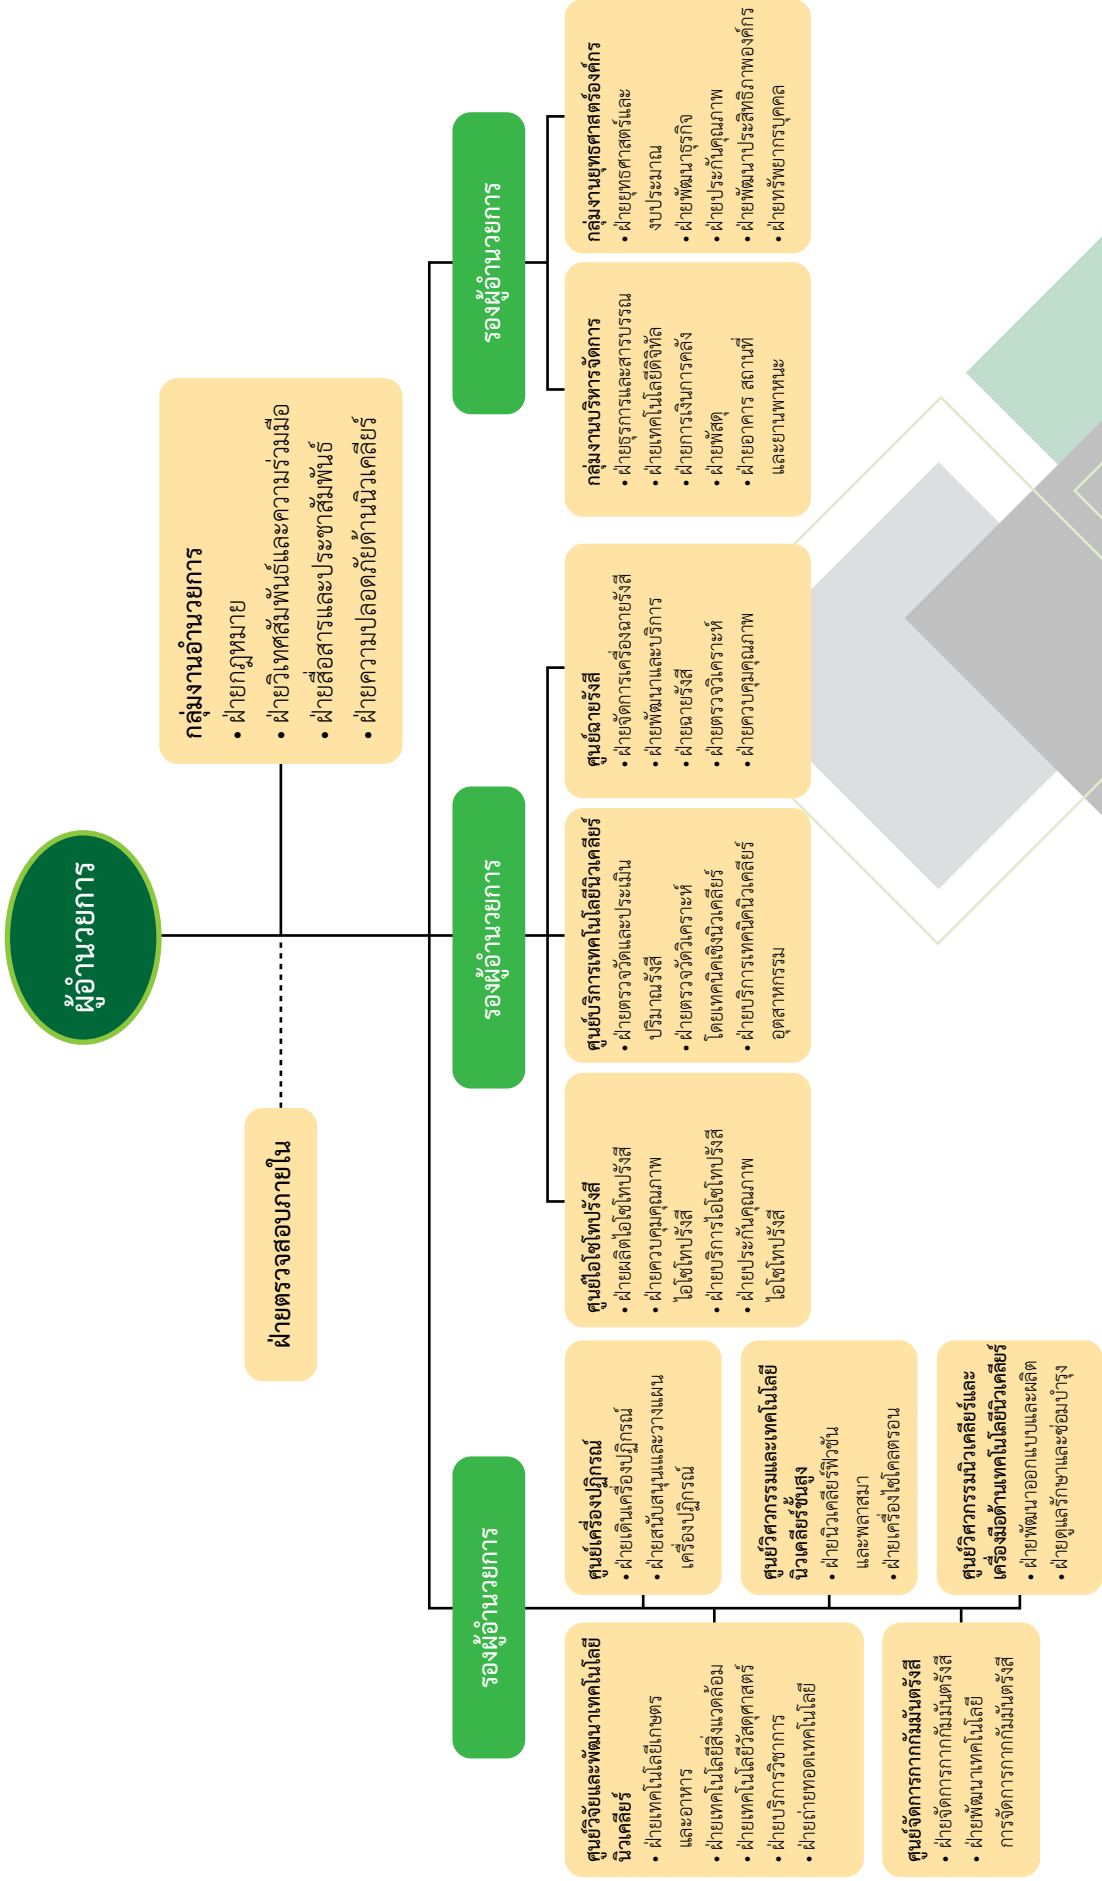 ผู้อำนวยการ
ฝ่ายตรวจสอบภายใน
กลุ่มงานอำนวยการ
• ฝ่ายกฎหมาย
• ฝ่ายวิเทศสัมพันธ์และความร่วมมือ
• ฝ่ายสื่อสารและประชาสัมพันธ์
• ฝ่ายความปลอดภัยด้านนิวเคลียร์
รองผู้อำนวยการ
ศูนย์วิจัยและพัฒนาเทคโนโลยี
นิวเคลียร์
• ฝ่ายเทคโนโลยีเกษตร
และอาหาร
• ฝ่ายเทคโนโลยีสิ่งแวดล้อม
• ฝ่ายเทคโนโลยีวัสดุศาสตร์
• ฝ่ายบริการวิชาการ
• ฝ่ายถ่ายทอดเทคโนโลยี
ศูนย์จัดการกากกัมมันตรังสี
• ฝ่ายจัดการกากกัมมันตรังสี
• ฝ่ายพัฒนาเทคโนโลยี
การจัดการกากกัมมันตรังสี
ศูนย์เครื่องปฏิกรณ์
• ฝ่ายเดินเครื่องปฏิกรณ์
• ฝ่ายสนับสนุนและวางแผน
เครื่องปฏิกรณ์
ศูนย์วิศวกรรมและเทคโนโลยี
นิวเคลียร์ชั้นสูง
• ฝ่ายนิวเคลียร์ฟิวชัน
และพลาสมา
• ฝ่ายเครื่องไซโคลตรอน
ศูนย์วิศวกรรมนิวเคลียร์และ
เครื่องมือด้านเทคโนโลยีนิวเคลียร์
• ฝ่ายพัฒนาออกแบบและผลิต
• ฝ่ายดูแลรักษาและซ่อมบำรุง
รองผู้อำนวยการ
ศูนย์ไอโซโทปรังสี
• ฝ่ายผลิตไอโซโทปรังสี
• ฝ่ายควบคุมคุณภาพ
ไอโซโทปรังสี
• ฝ่ายบริการไอโซโทปรังสี
• ฝ่ายประกันคุณภาพ
ไอโซโทปรังสี
ศูนย์บริการเทคโนโลยีนิวเคลียร์
• ฝ่ายตรวจวัดและประเมิน
ปริมาณรังสี
• ฝ่ายตรวจวัดวิเคราะห์
โดยเทคนิคเชิงนิวเคลียร์
• ฝ่ายบริการเทคนิคนิวเคลียร์
อุตสาหกรรม
ศูนย์ฉายรังสี
• ฝ่ายจัดการเครื่องฉายรังสี
• ฝ่ายพัฒนาและบริการ
• ฝ่ายฉายรังสี
• ฝ่ายตรวจวิเคราะห์
• ฝ่ายควบคุมคุณภาพ
รองผู้อำนวยการ
กลุ่มงานบริหารจัดการ
• ฝ่ายธุรการและสารบรรณ
• ฝ่ายเทคโนโลยีดิจิทัล
• ฝ่ายการเงินการคลัง
• ฝ่ายพัสดุ
• ฝ่ายอาคาร สถานที่
และยานพาหนะ
กลุ่มงานยุทธศาสตร์องค์กร
• ฝ่ายยุทธศาสตร์และ
งบประมาณ
• ฝ่ายพัฒนาธุรกิจ
• ฝ่ายประกันคุณภาพ
• ฝ่ายพัฒนาประสิทธิภาพองค์กร
• ฝ่ายทรัพยากรบุคคล